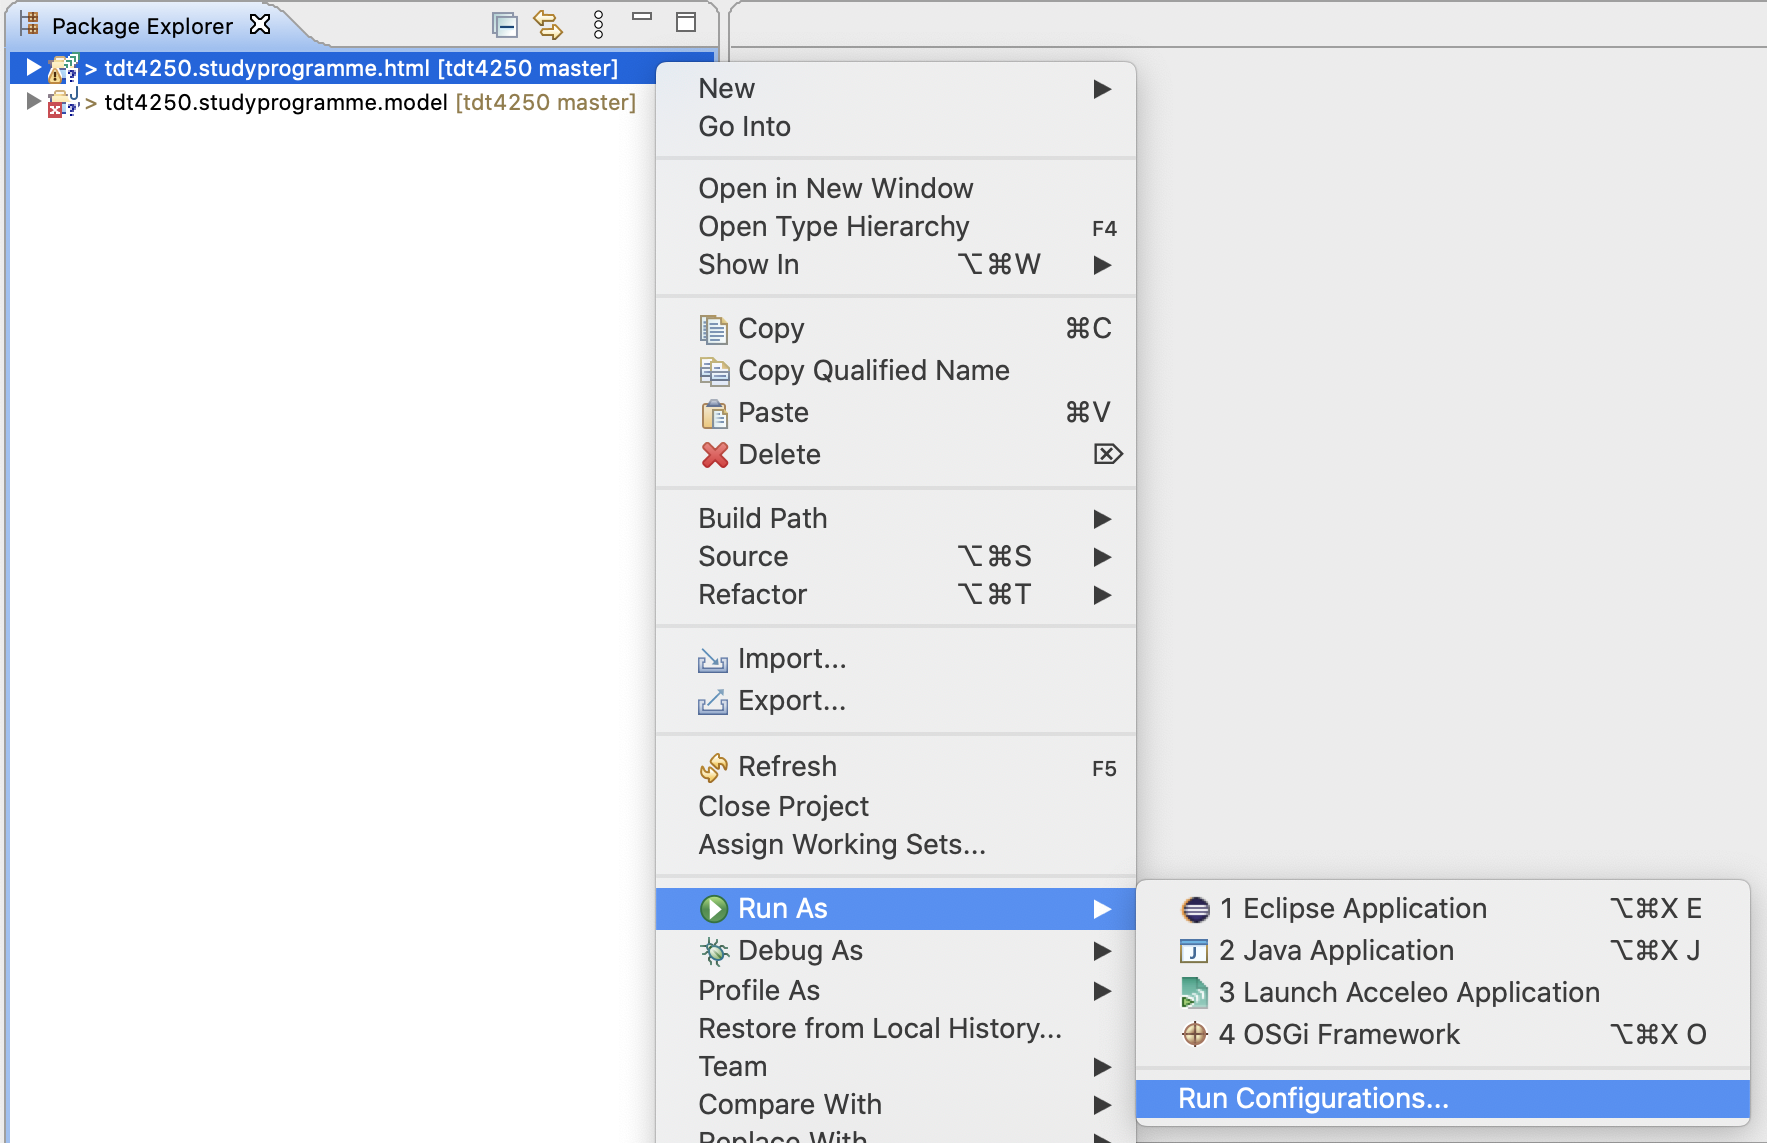 Package Explorer
> tdt4250.studyprogramme.html [tdt4250 master]
> tdt4250.studyprogramme.model [tdt4250 master]
New
Go Into
Open in New Window
Open Type Hierarchy F4
Show In ⌥⌘W
Copy ⌘C
Copy Qualified Name
Paste ⌘V
Delete ⌦
Build Path
Source ⌥⌘S
Refactor ⌥⌘T
Import...
Export...
Refresh F5
Close Project
Assign Working Sets...
Run As
Debug As
Profile As
Restore from Local History...
Team
Compare With
Replace With
1 Eclipse Application ⌥⌘X E
2 Java Application ⌥⌘X J
3 Launch Acceleo Application
4 OSGi Framework ⌥⌘X O
Run Configurations...